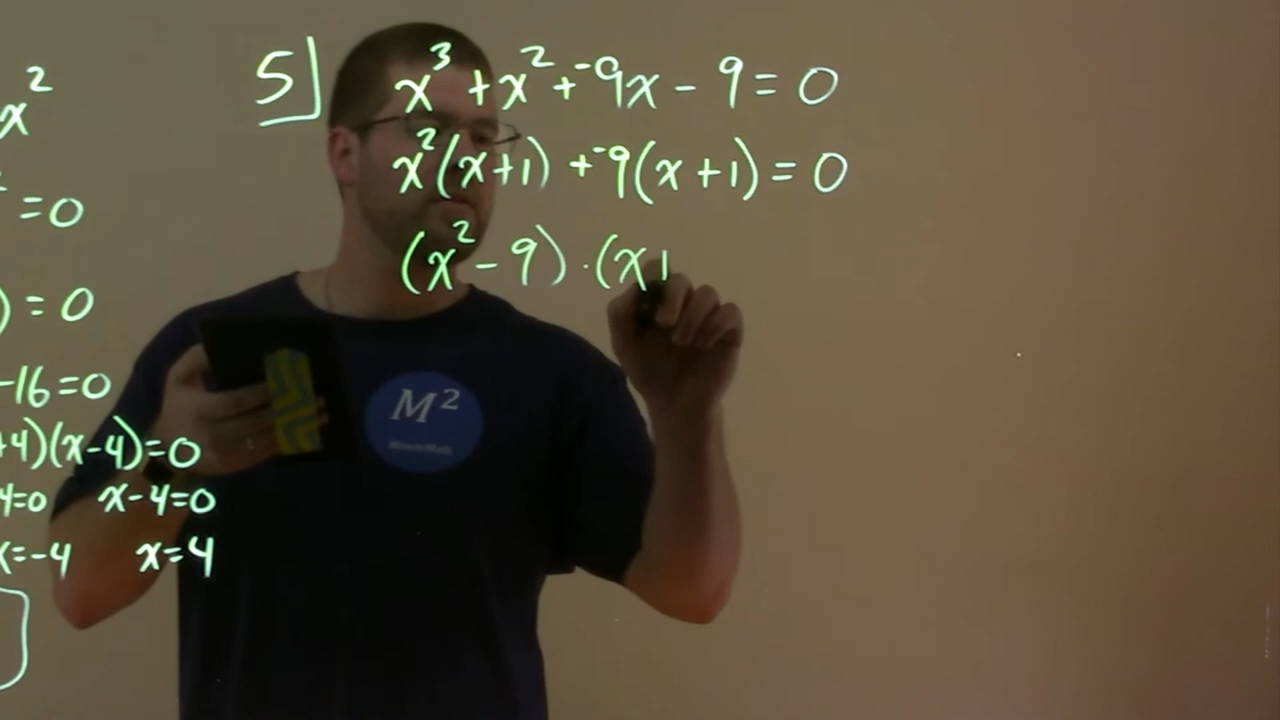 x²
=0
) = 0
-16=0
+4)(x-4)=0
4=0 x-4=0
x=-4 x=4
5]
x³ + x² + ⁻9x - 9 = 0
x²(x+1) + ⁻9(x+1) = 0
(x² - 9) · (x
M²